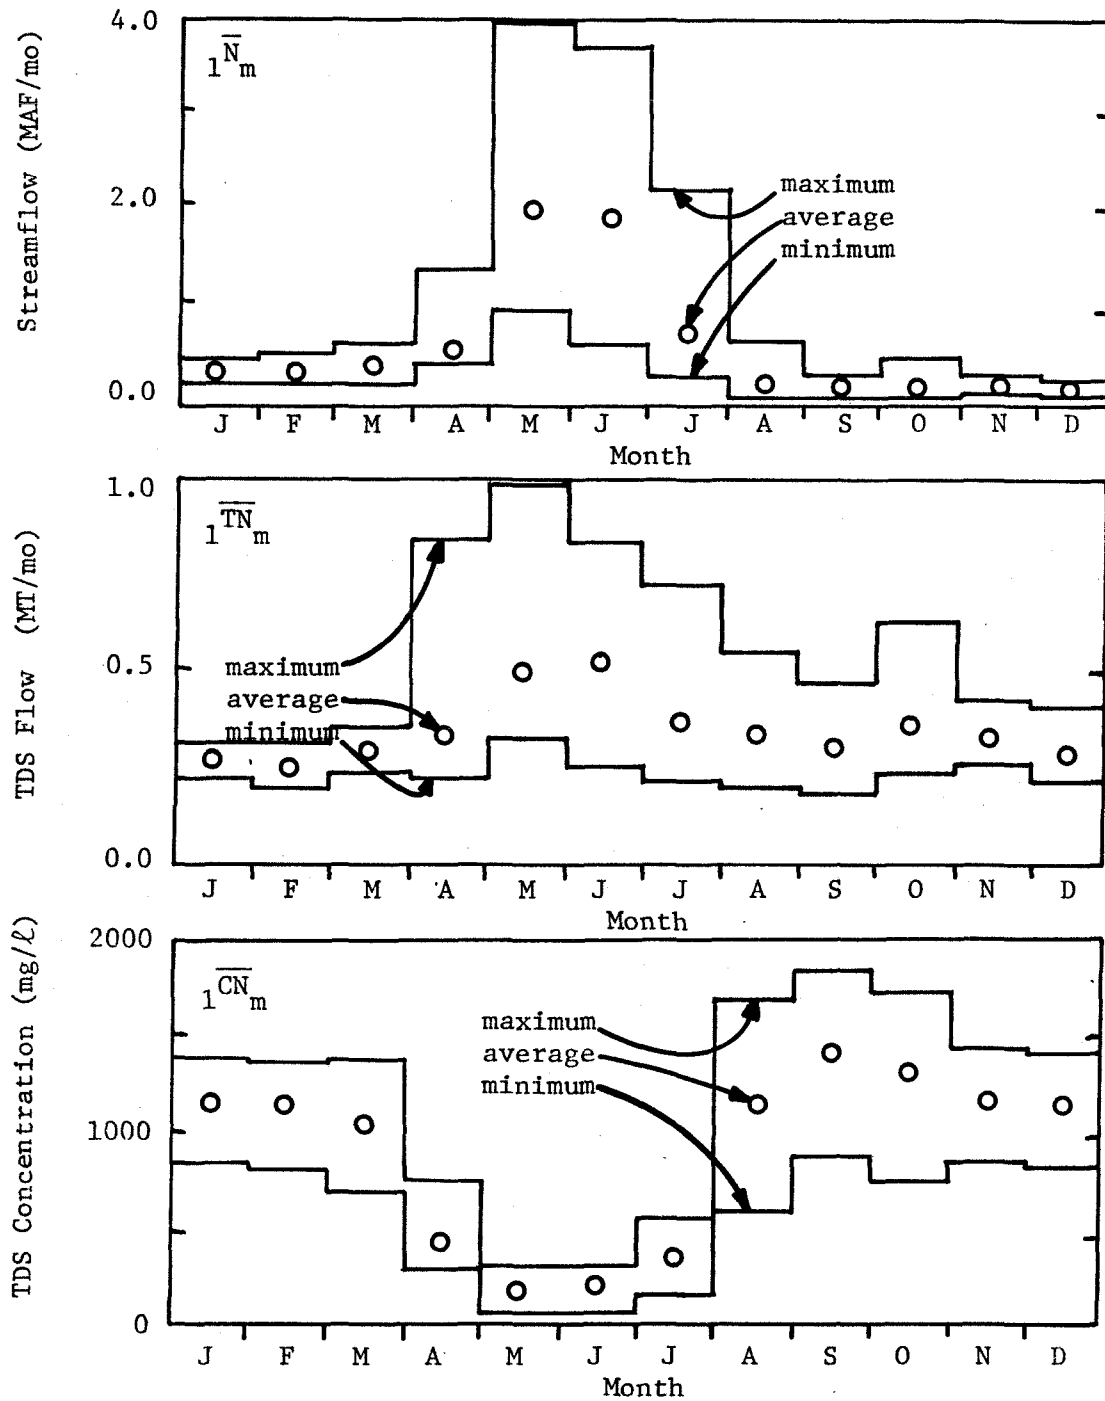 Streamflow (MAF/mo)
4.0
2.0
0.0
1N̅m
maximum
average
minimum
J F M A M J J A S O N D
Month
TDS Flow (MT/mo)
1.0
0.5
0.0
1T̅N̅m
maximum
average
minimum
J F M A M J J A S O N D
Month
TDS Concentration (mg/ℓ)
2000
1000
0
1C̅N̅m
maximum
average
minimum
J F M A M J J A S O N D
Month